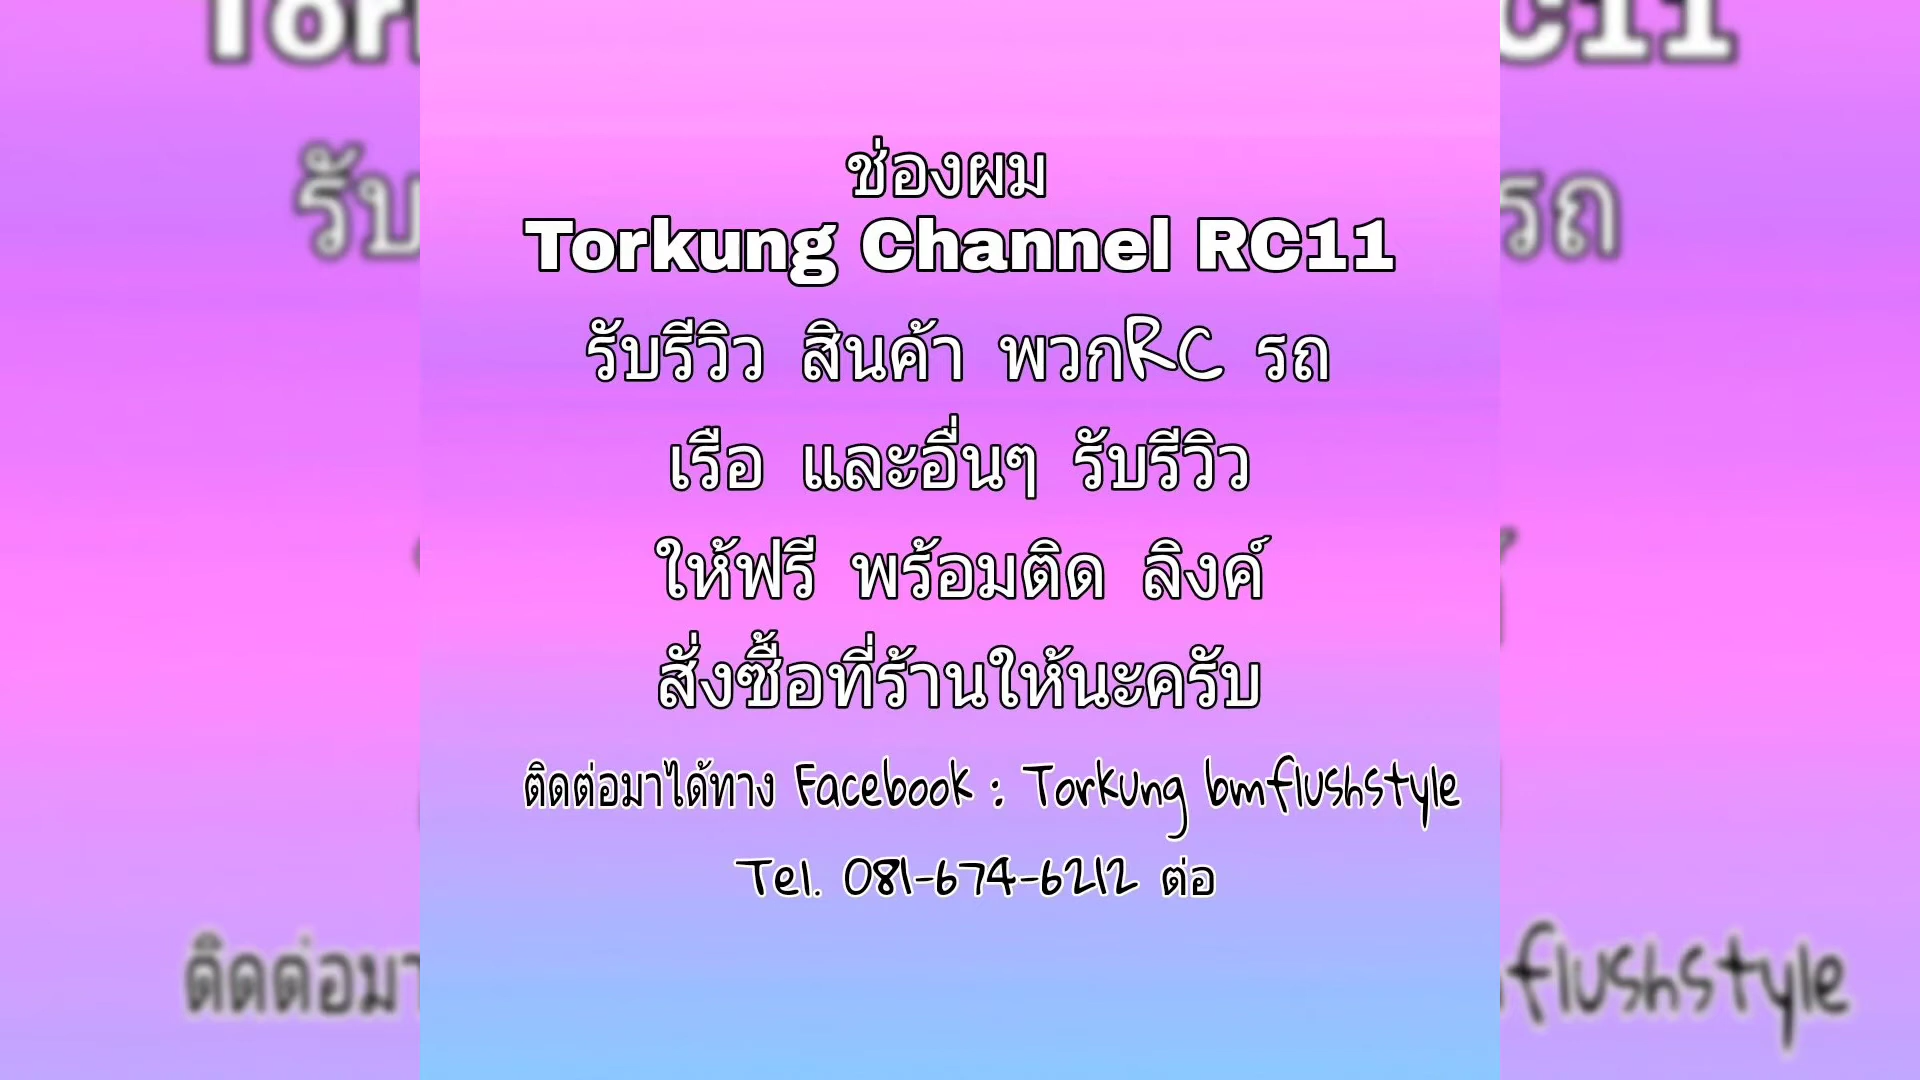 ช่องผม
Torkung Channel RC11
รับรีวิว สินค้า พวกRC รถ
เรือ และอื่นๆ รับรีวิว
ให้ฟรี พร้อมติด ลิงค์
สั่งซื้อที่ร้านให้นะครับ
ติดต่อมาได้ทาง Facebook : Torkung bmflushstyle
Tel. 081-674-6212 ต่อ